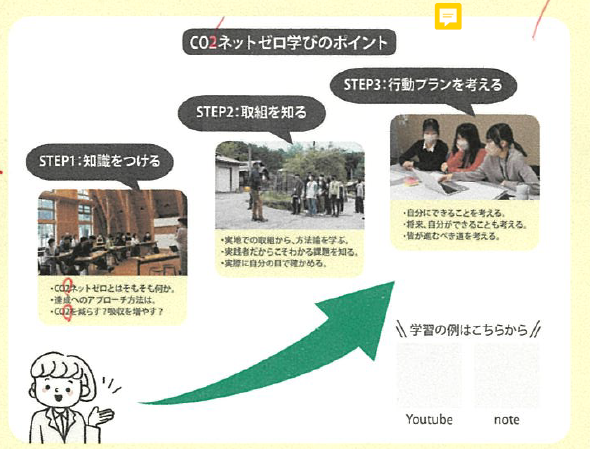 CO2ネットゼロ学びのポイント
STEP1:知識をつける
・CO2ネットゼロとはそもそも何か。
・達成へのアプローチ方法は。
・CO2を減らす?吸収を増やす?
STEP2:取組を知る
・実地での取組から、方法論を学ぶ。
・実践者だからこそわかる課題を知る。
・実際に自分の目で確かめる。
STEP3:行動プランを考える
・自分にできることを考える。
・将来、自分ができることも考える。
・皆が進むべき道を考える。
\\ 学習の例はこちらから //
Youtube
note